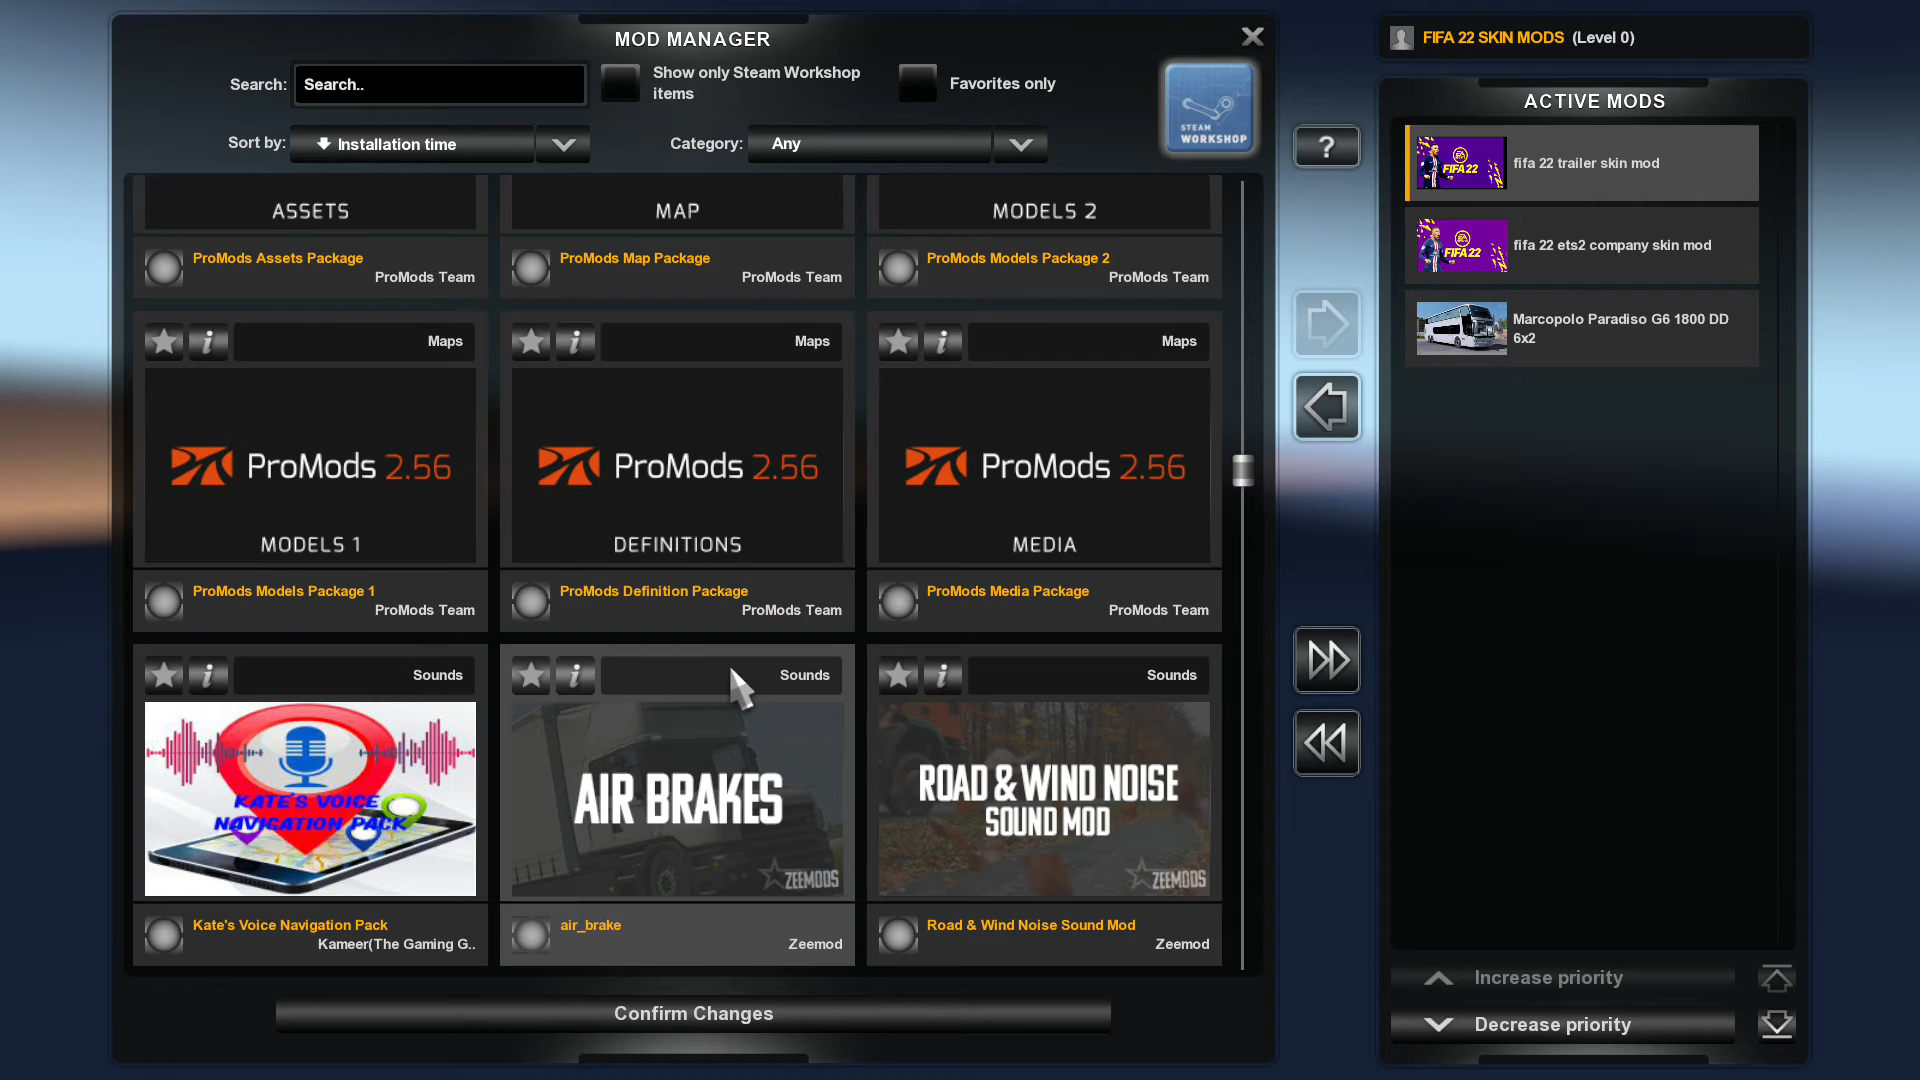 MOD MANAGER
Search:
Search..
Show only Steam Workshop
items
Favorites only
STEAM
WORKSHOP
Sort by:
Installation time
Category:
Any
ASSETS
MAP
MODELS 2
ProMods Assets Package
ProMods Team
ProMods Map Package
ProMods Team
ProMods Models Package 2
ProMods Team
Maps
Maps
Maps
ProMods 2.56
MODELS 1
ProMods 2.56
DEFINITIONS
ProMods 2.56
MEDIA
ProMods Models Package 1
ProMods Team
ProMods Definition Package
ProMods Team
ProMods Media Package
ProMods Team
Sounds
Sounds
Sounds
KATE'S VOICE
NAVIGATION PACK
AIR BRAKES
ZEEMODS
ROAD & WIND NOISE
SOUND MOD
ZEEMODS
Kate's Voice Navigation Pack
Kameer(The Gaming G..
air_brake
Zeemod
Road & Wind Noise Sound Mod
Zeemod
Confirm Changes
?
FIFA 22 SKIN MODS (Level 0)
ACTIVE MODS
EA
FIFA 22
fifa 22 trailer skin mod
EA
FIFA 22
fifa 22 ets2 company skin mod
Marcopolo Paradiso G6 1800 DD
6x2
Increase priority
Decrease priority